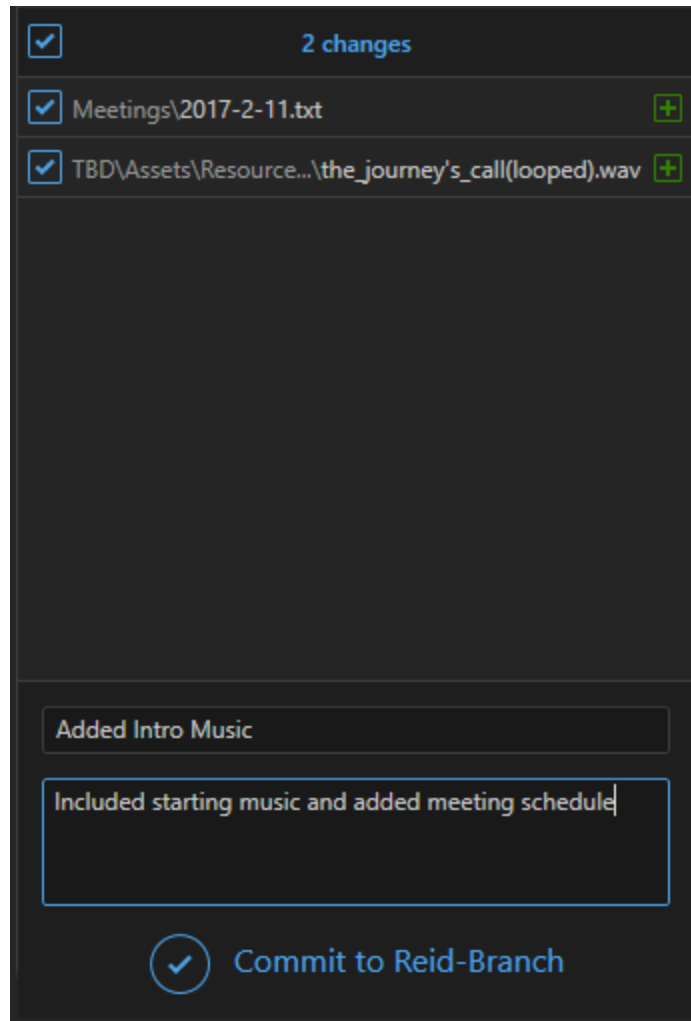 2 changes
Meetings\2017-2-11.txt
TBD\Assets\Resource...\the_journey's_call(looped).wav
Added Intro Music
Included starting music and added meeting schedule
Commit to Reid-Branch